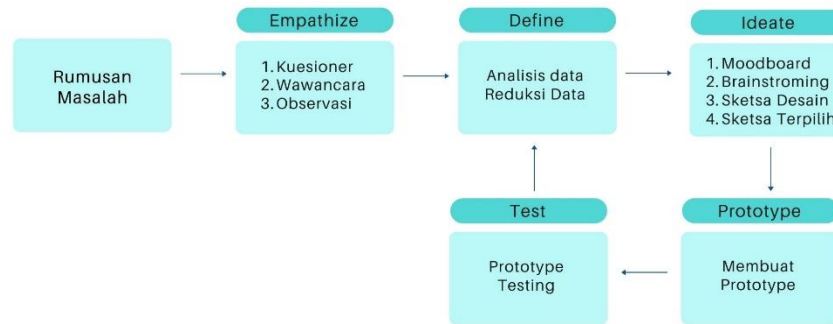 Rumusan
Masalah
Empathize
1. Kuesioner
2. Wawancara
3. Observasi
Define
Analisis data
Reduksi Data
Ideate
1. Moodboard
2. Brainstroming
3. Sketsa Desain
4. Sketsa Terpilih
Prototype
Membuat
Prototype
Test
Prototype
Testing